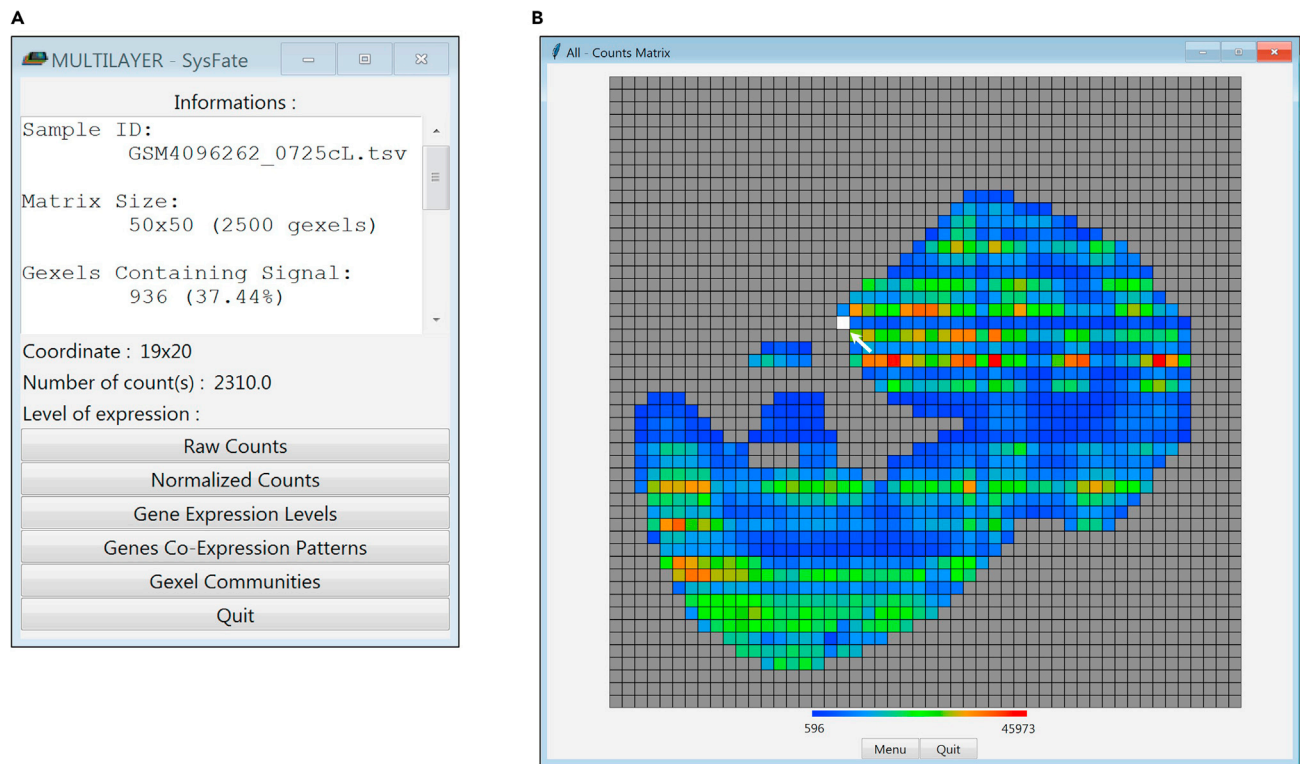 A
MULTILAYER - SysFate
Informations :
Sample ID:
GSM4096262_0725cL.tsv
Matrix Size:
50x50 (2500 gexels)
Gexels Containing Signal:
936 (37.44%)
Coordinate : 19x20
Number of count(s) : 2310.0
Level of expression :
Raw Counts
Normalized Counts
Gene Expression Levels
Genes Co-Expression Patterns
Gexel Communities
Quit
B
All - Counts Matrix
596 45973
Menu Quit